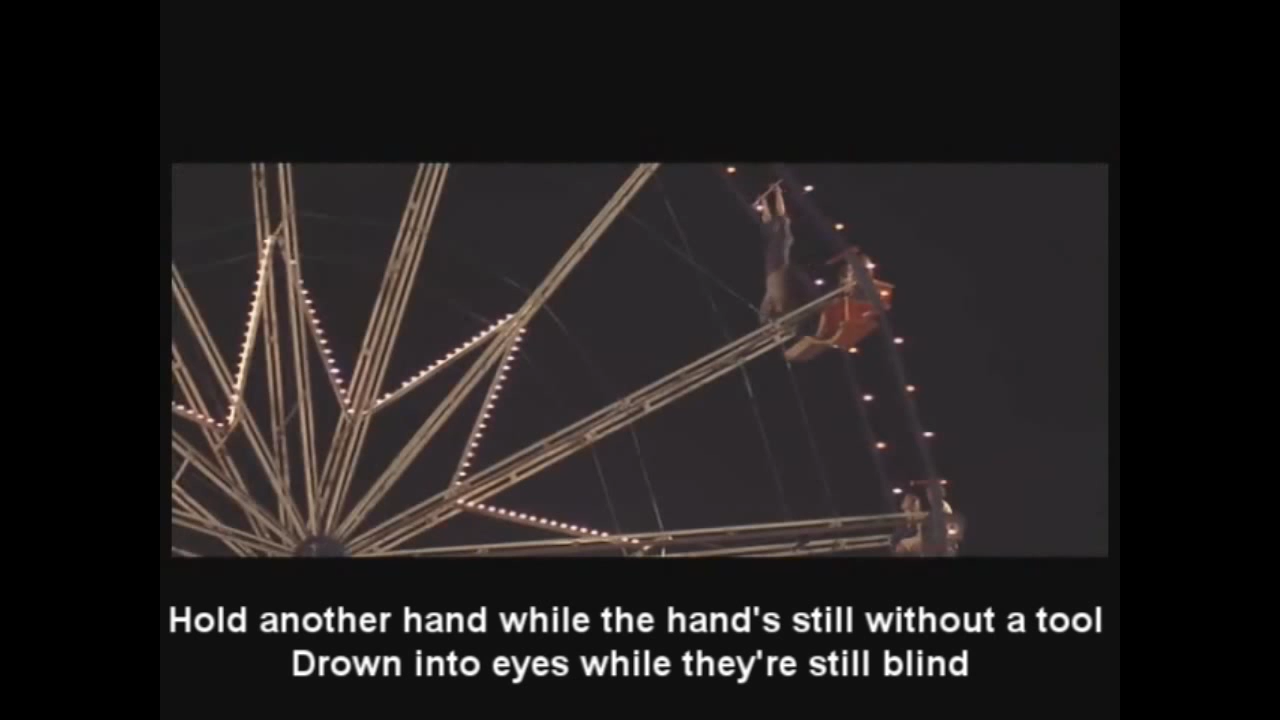 Hold another hand while the hand's still without a tool
Drown into eyes while they're still blind